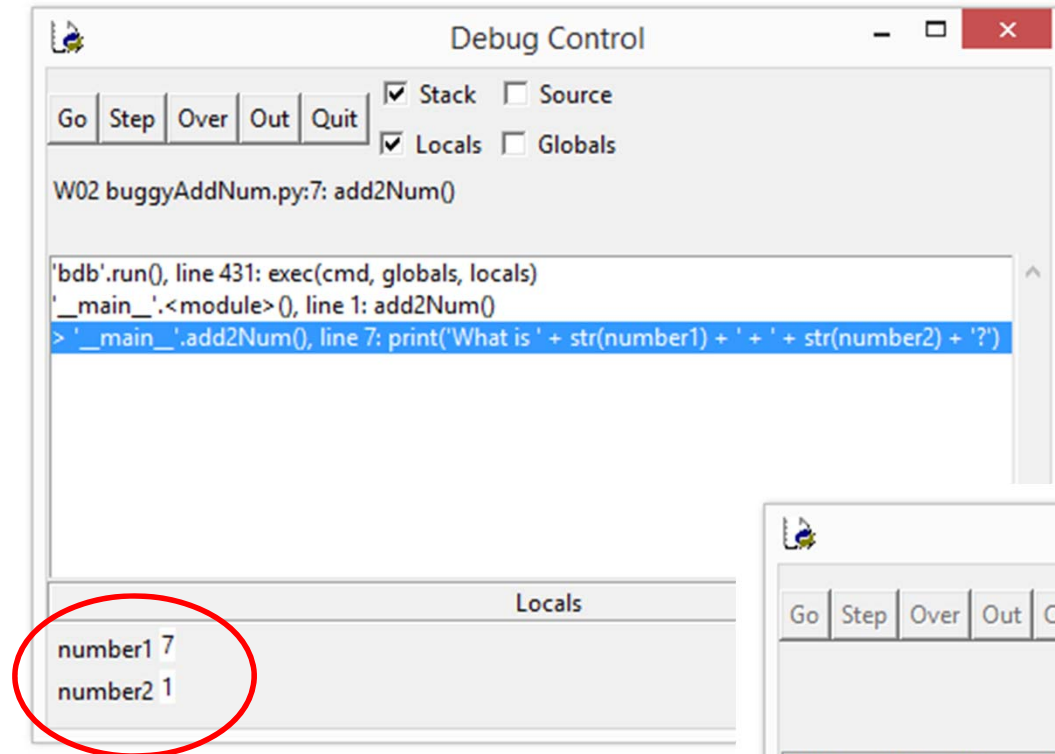 Debug Control
Go Step Over Out Quit Stack Source
Locals Globals
W02 buggyAddNum.py:7: add2Num()
'bdb'.run(), line 431: exec(cmd, globals, locals)
'__main__'.<module>(), line 1: add2Num()
> '__main__'.add2Num(), line 7: print('What is ' + str(number1) + ' + ' + str(number2) + '?')
Locals
number1 7
number2 1
Go Step Over Out